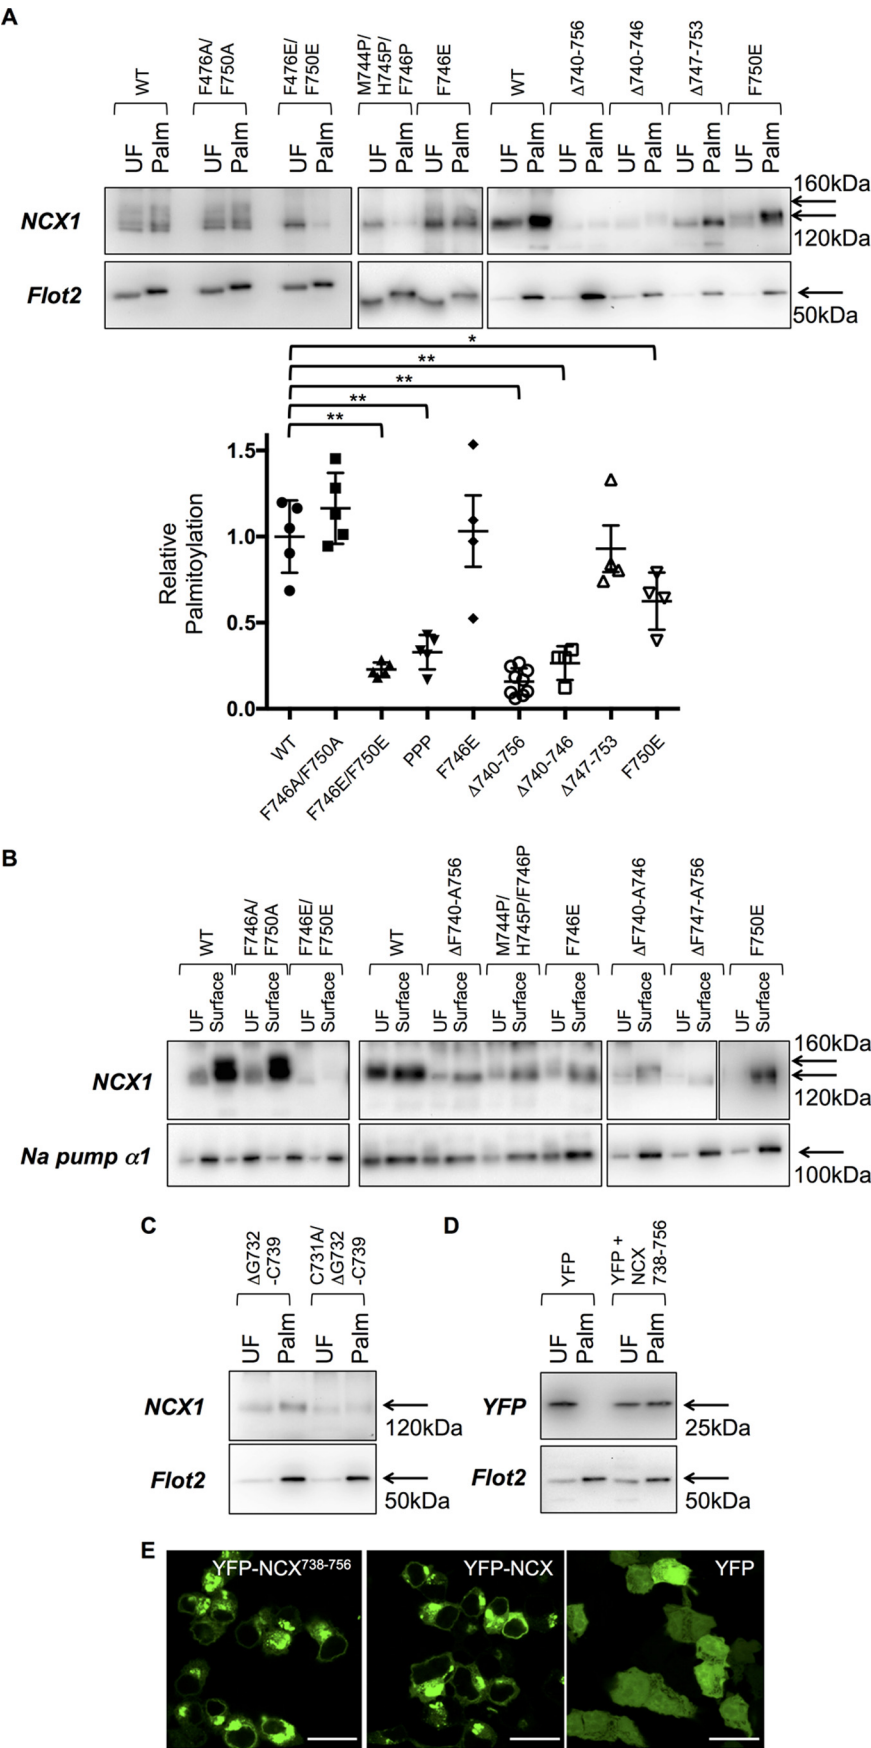 A
WT
F476A/
F750A
F476E/
F750E
M744P/
H745P/
F746P
F746E
WT
Δ740-756
Δ740-746
Δ747-753
F750E
UF Palm UF Palm UF Palm UF Palm UF Palm UF Palm UF Palm UF Palm UF Palm UF Palm
NCX1
160kDa
120kDa
Flot2
50kDa
*
**
**
**
**
Relative
Palmitoylation
1.5
1.0
0.5
0.0
WT
F746A/F750A
F746E/F750E
PPP
F746E
Δ740-756
Δ740-746
Δ747-753
F750E
B
WT
F746A/
F750A
F746E/
F750E
WT
ΔF740-A756
M744P/
H745P/F746P
F746E
ΔF740-A746
ΔF747-A756
F750E
UF Surface UF Surface UF Surface UF Surface UF Surface UF Surface UF Surface UF Surface UF Surface UF Surface
NCX1
160kDa
120kDa
Na pump α1
100kDa
C
ΔG732
-C739
C731A/
ΔG732
-C739
UF Palm UF Palm
NCX1
120kDa
Flot2
50kDa
D
YFP
YFP +
NCX
738-756
UF Palm UF Palm
YFP
25kDa
Flot2
50kDa
E
YFP-NCX738-756
YFP-NCX
YFP